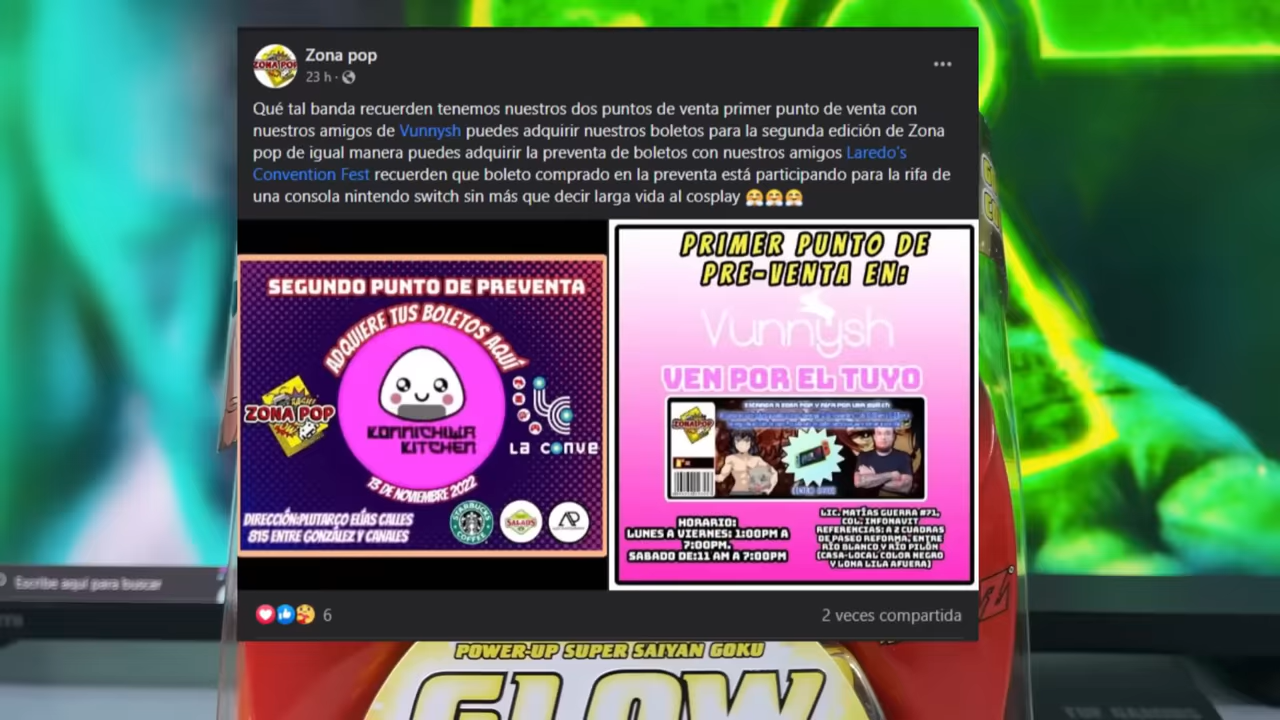 Zona pop
23 h ·
Qué tal banda recuerden tenemos nuestros dos puntos de venta primer punto de venta con
nuestros amigos de Vunnysh puedes adquirir nuestros boletos para la segunda edición de Zona
pop de igual manera puedes adquirir la preventa de boletos con nuestros amigos Laredo's
Convention Fest recuerden que boleto comprado en la preventa está participando para la rifa de
una consola nintendo switch sin más que decir larga vida al cosplay 🤗🤗🤗
SEGUNDO PUNTO DE PREVENTA
ADQUIERE TUS BOLETOS AQUÍ
ZONA POP
KONNICHIWA
KITCHEN
LA CONVE
13 DE NOVIEMBRE 2022
DIRECCIÓN:PLUTARCO ELÍAS CALLES
815 ENTRE GONZÁLEZ Y CANALES
STARBUCKS
COFFEE
SALADS
AP
PRIMER PUNTO DE
PRE-VENTA EN:
Vunnysh
VEN POR EL TUYO
ZONA POP
HORARIO:
LUNES A VIERNES: 1:00PM A
7:00PM.
SABADO DE:11 AM A 7:00PM
LIC. MATÍAS GUERRA #71,
COL. INFONAVIT
REFERENCIAS: A 2 CUADRAS
DE PASEO REFORMA, ENTRE
RÍO BLANCO Y RÍO PILÓN
(CASA-LOCAL COLOR NEGRO
Y LONA LILA AFUERA)
6
2 veces compartida
Escribe aquí para buscar
POWER-UP SUPER SAIYAN GOKU
GLOW